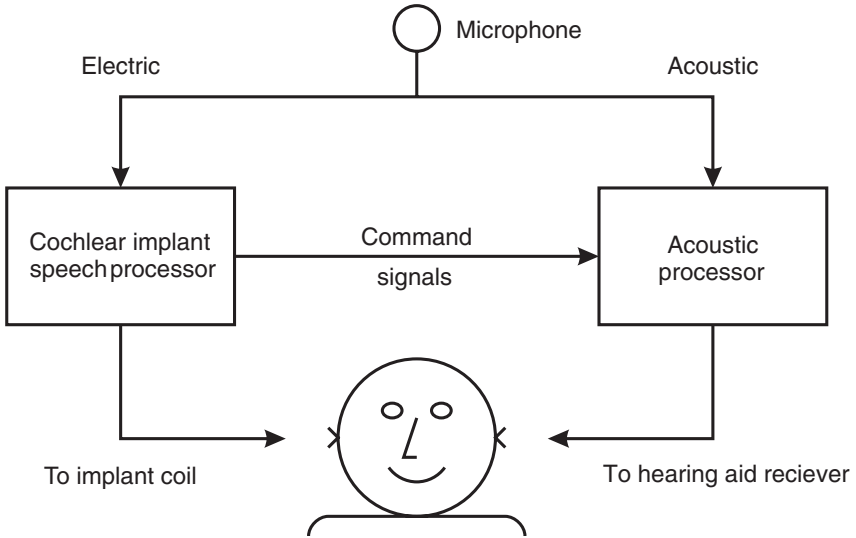 Microphone
Electric
Acoustic
Cochlear implant
speech processor
Command
signals
Acoustic
processor
To implant coil
To hearing aid reciever